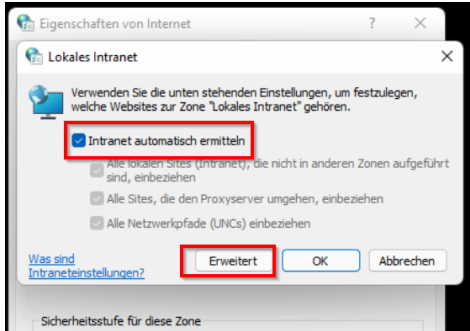 Eigenschaften von Internet
Lokales Intranet
Verwenden Sie die unten stehenden Einstellungen, um festzulegen,
welche Websites zur Zone "Lokales Intranet" gehören.
Intranet automatisch ermitteln
Alle lokalen Sites (Intranet), die nicht in anderen Zonen aufgeführt
sind, einbeziehen
Alle Sites, die den Proxyserver umgehen, einbeziehen
Alle Netzwerkpfade (UNCs) einbeziehen
Was sind
Intraneteinstellungen?
Erweitert
OK
Abbrechen
Sicherheitsstufe für diese Zone